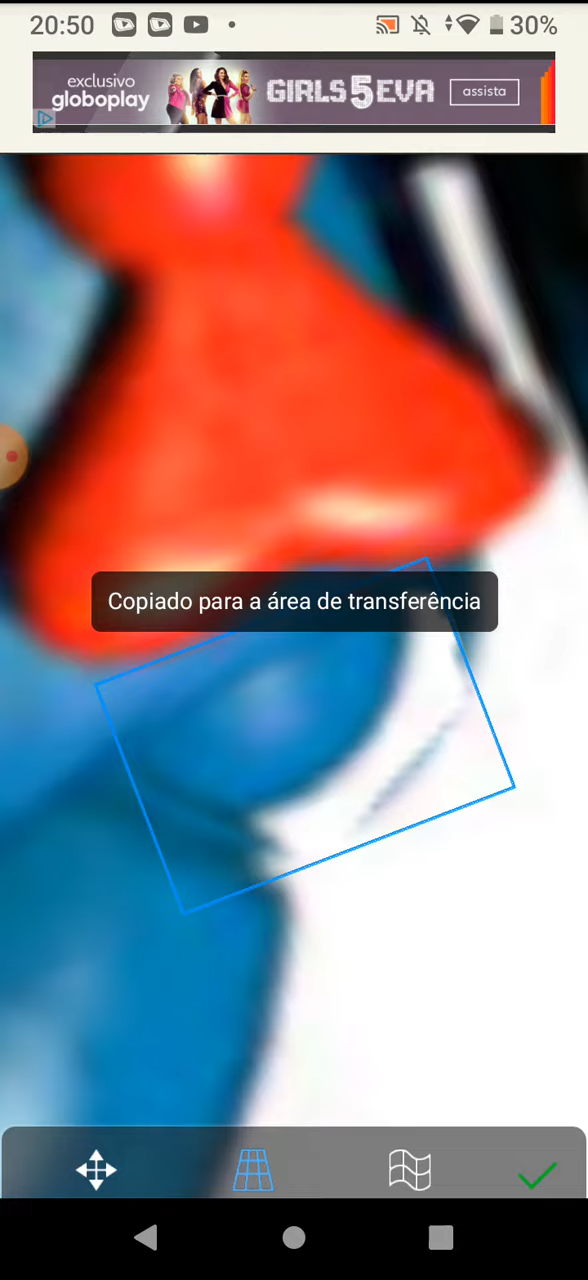 20:50
30%
exclusivo
globoplay
GIRLS5EVA
assista
Copiado para a área de transferência